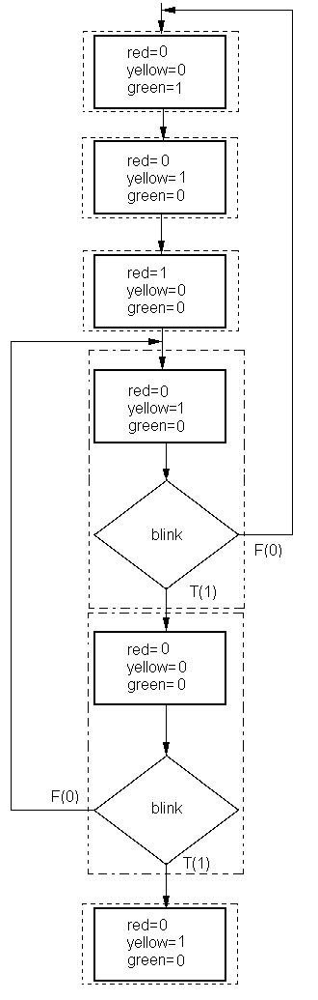 red=0
yellow=0
green=1
red=0
yellow=1
green=0
red=1
yellow=0
green=0
red=0
yellow=1
green=0
blink
F(0)
T(1)
red=0
yellow=0
green=0
F(0)
blink
T(1)
red=0
yellow=1
green=0